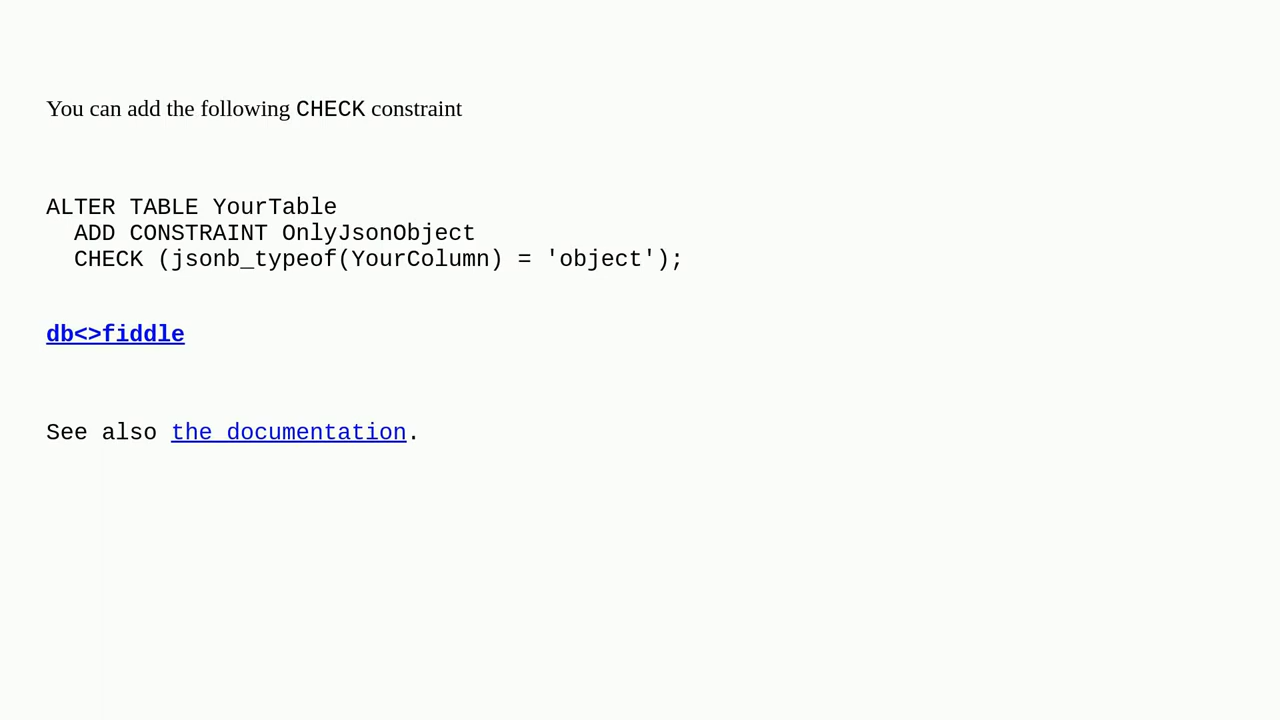 You can add the following CHECK constraint
ALTER TABLE YourTable
  ADD CONSTRAINT OnlyJsonObject
  CHECK (jsonb_typeof(YourColumn) = 'object');
db<>fiddle
See also the documentation.